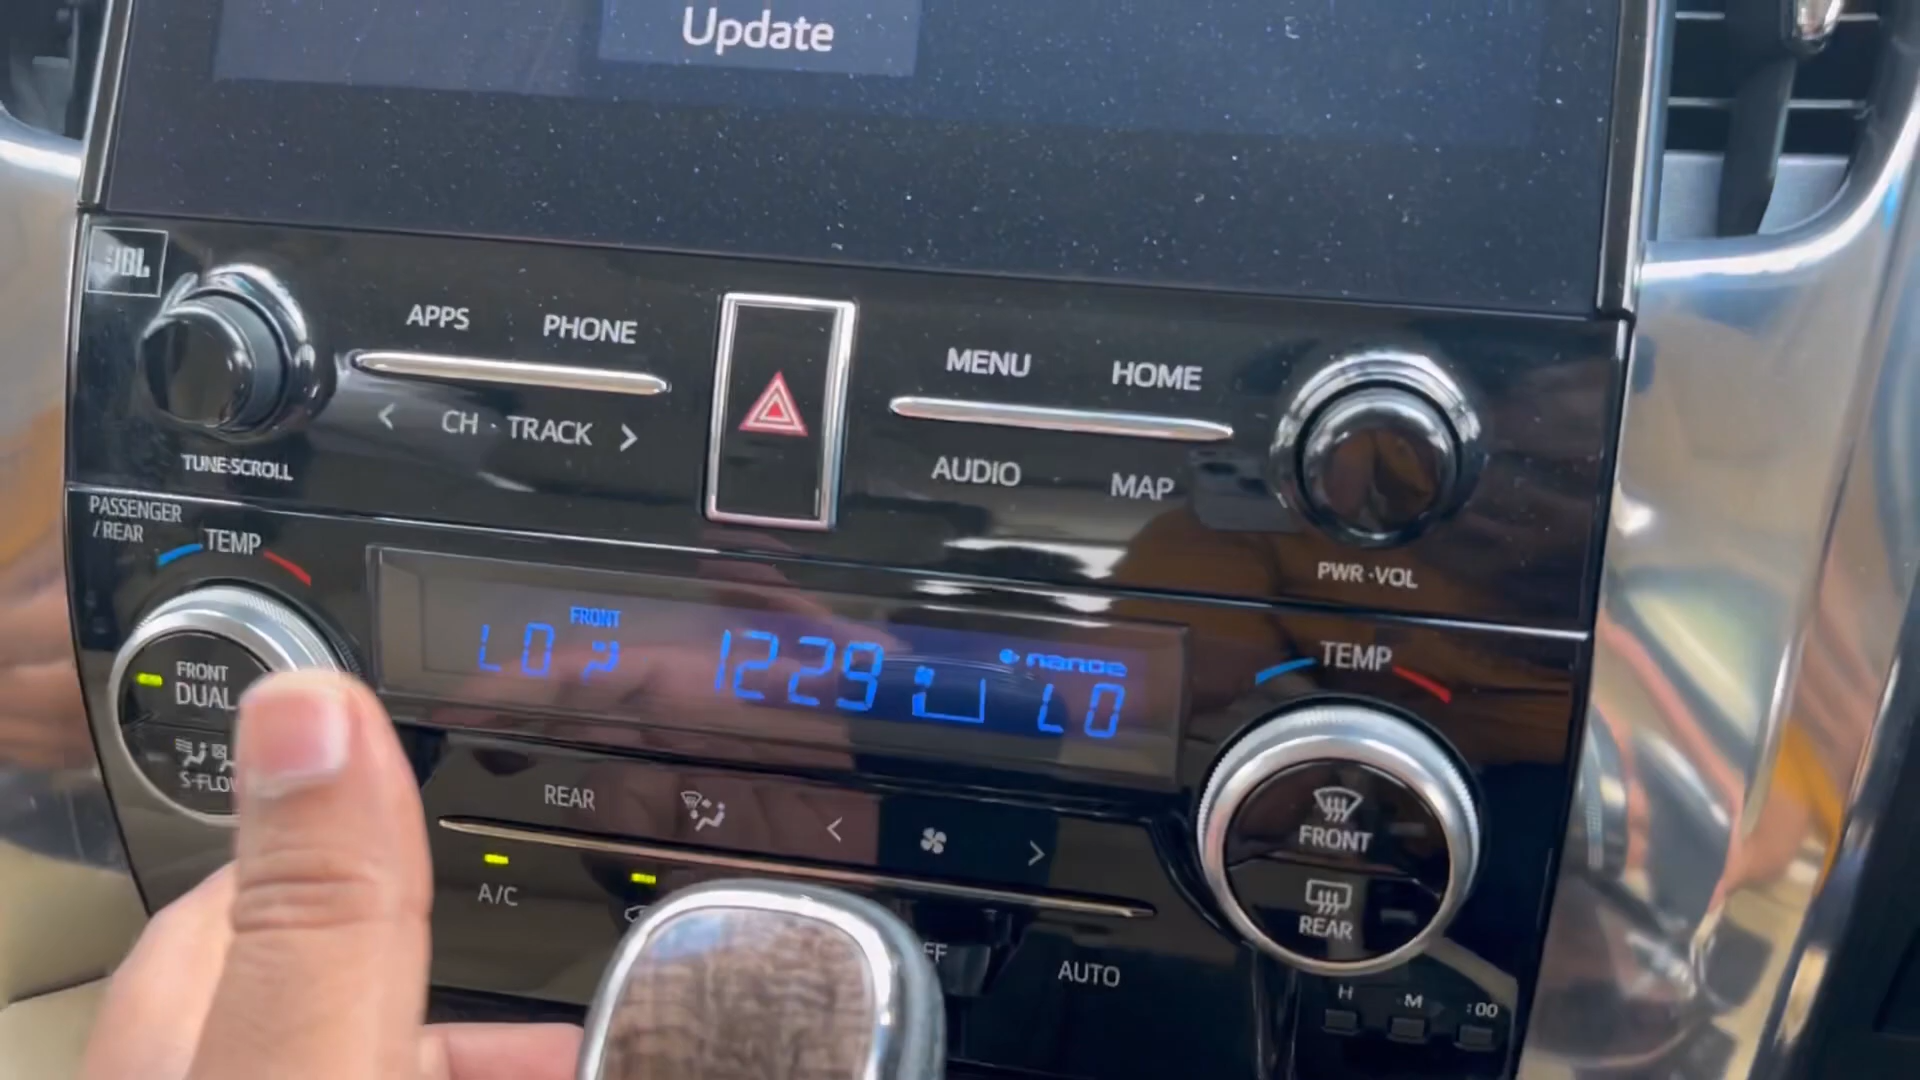 Update
JBL
APPS PHONE
MENU HOME
< CH · TRACK >
AUDIO MAP
TUNE·SCROLL
PWR·VOL
PASSENGER
/ REAR
TEMP
TEMP
FRONT
LO 1229 LO
nanoe
FRONT
DUAL
S-FLOW
REAR < >
FRONT
REAR
A/C
AUTO
H M :00